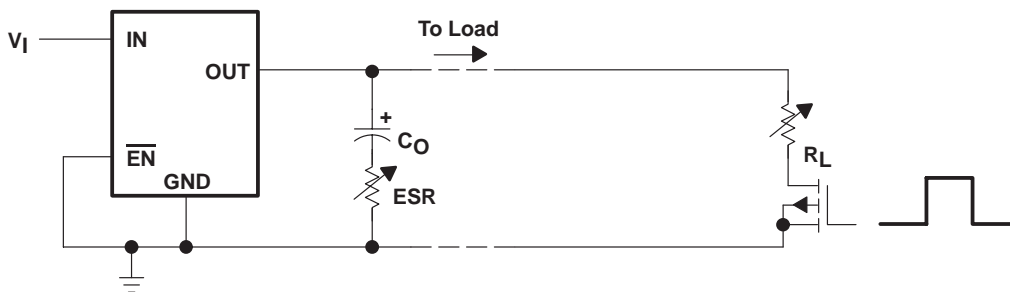 To Load
VI
IN
OUT
+
CO
EN
GND
ESR
RL